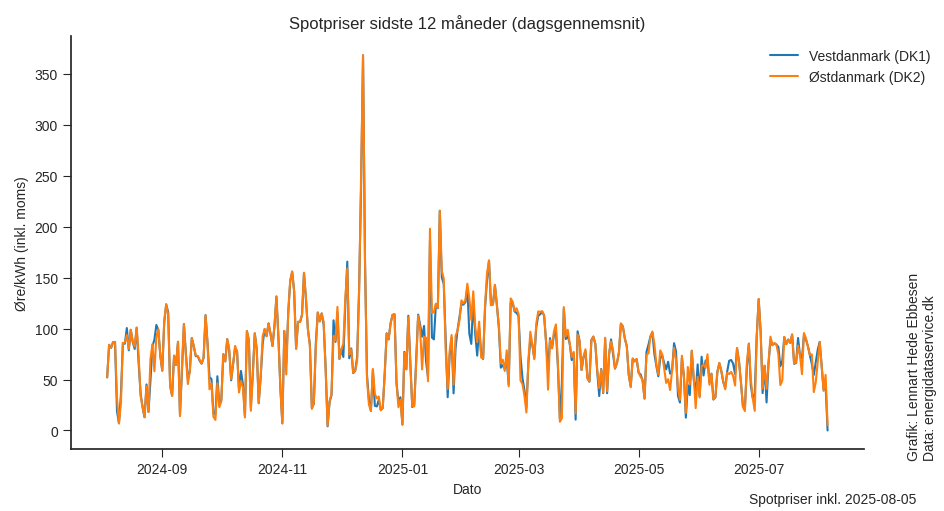 Spotpriser sidste 12 måneder (dagsgennemsnit)
Vestdanmark (DK1)
Østdanmark (DK2)
Øre/kWh (inkl. moms)
350
300
250
200
150
100
50
0
2024-09
2024-11
2025-01
2025-03
2025-05
2025-07
Dato
Grafik: Lennart Hede Ebbesen
Data: energidataservice.dk
Spotpriser inkl. 2025-08-05